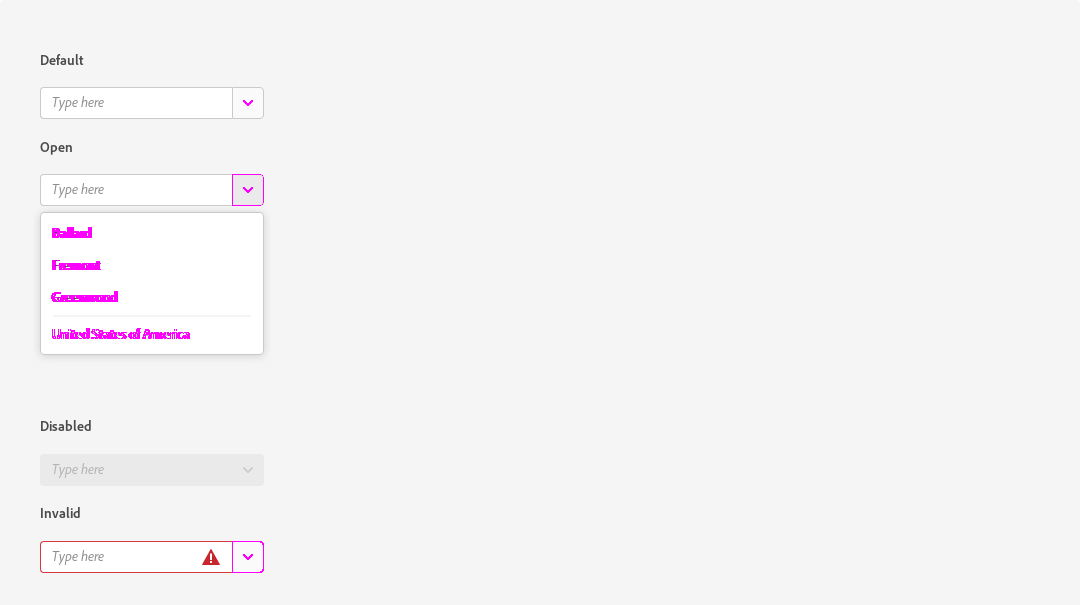 Default
Type here
Open
Type here
Ballard
Fremont
Greenwood
United States of America
Disabled
Type here
Invalid
Type here